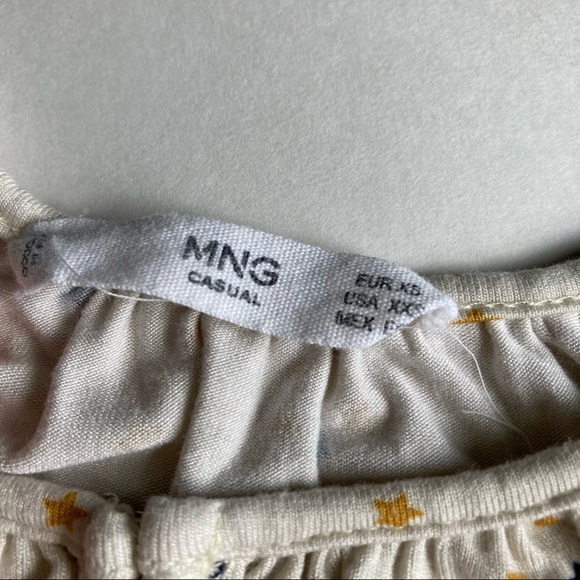 MNG
CASUAL
EUR XS
USA XXS
MEX